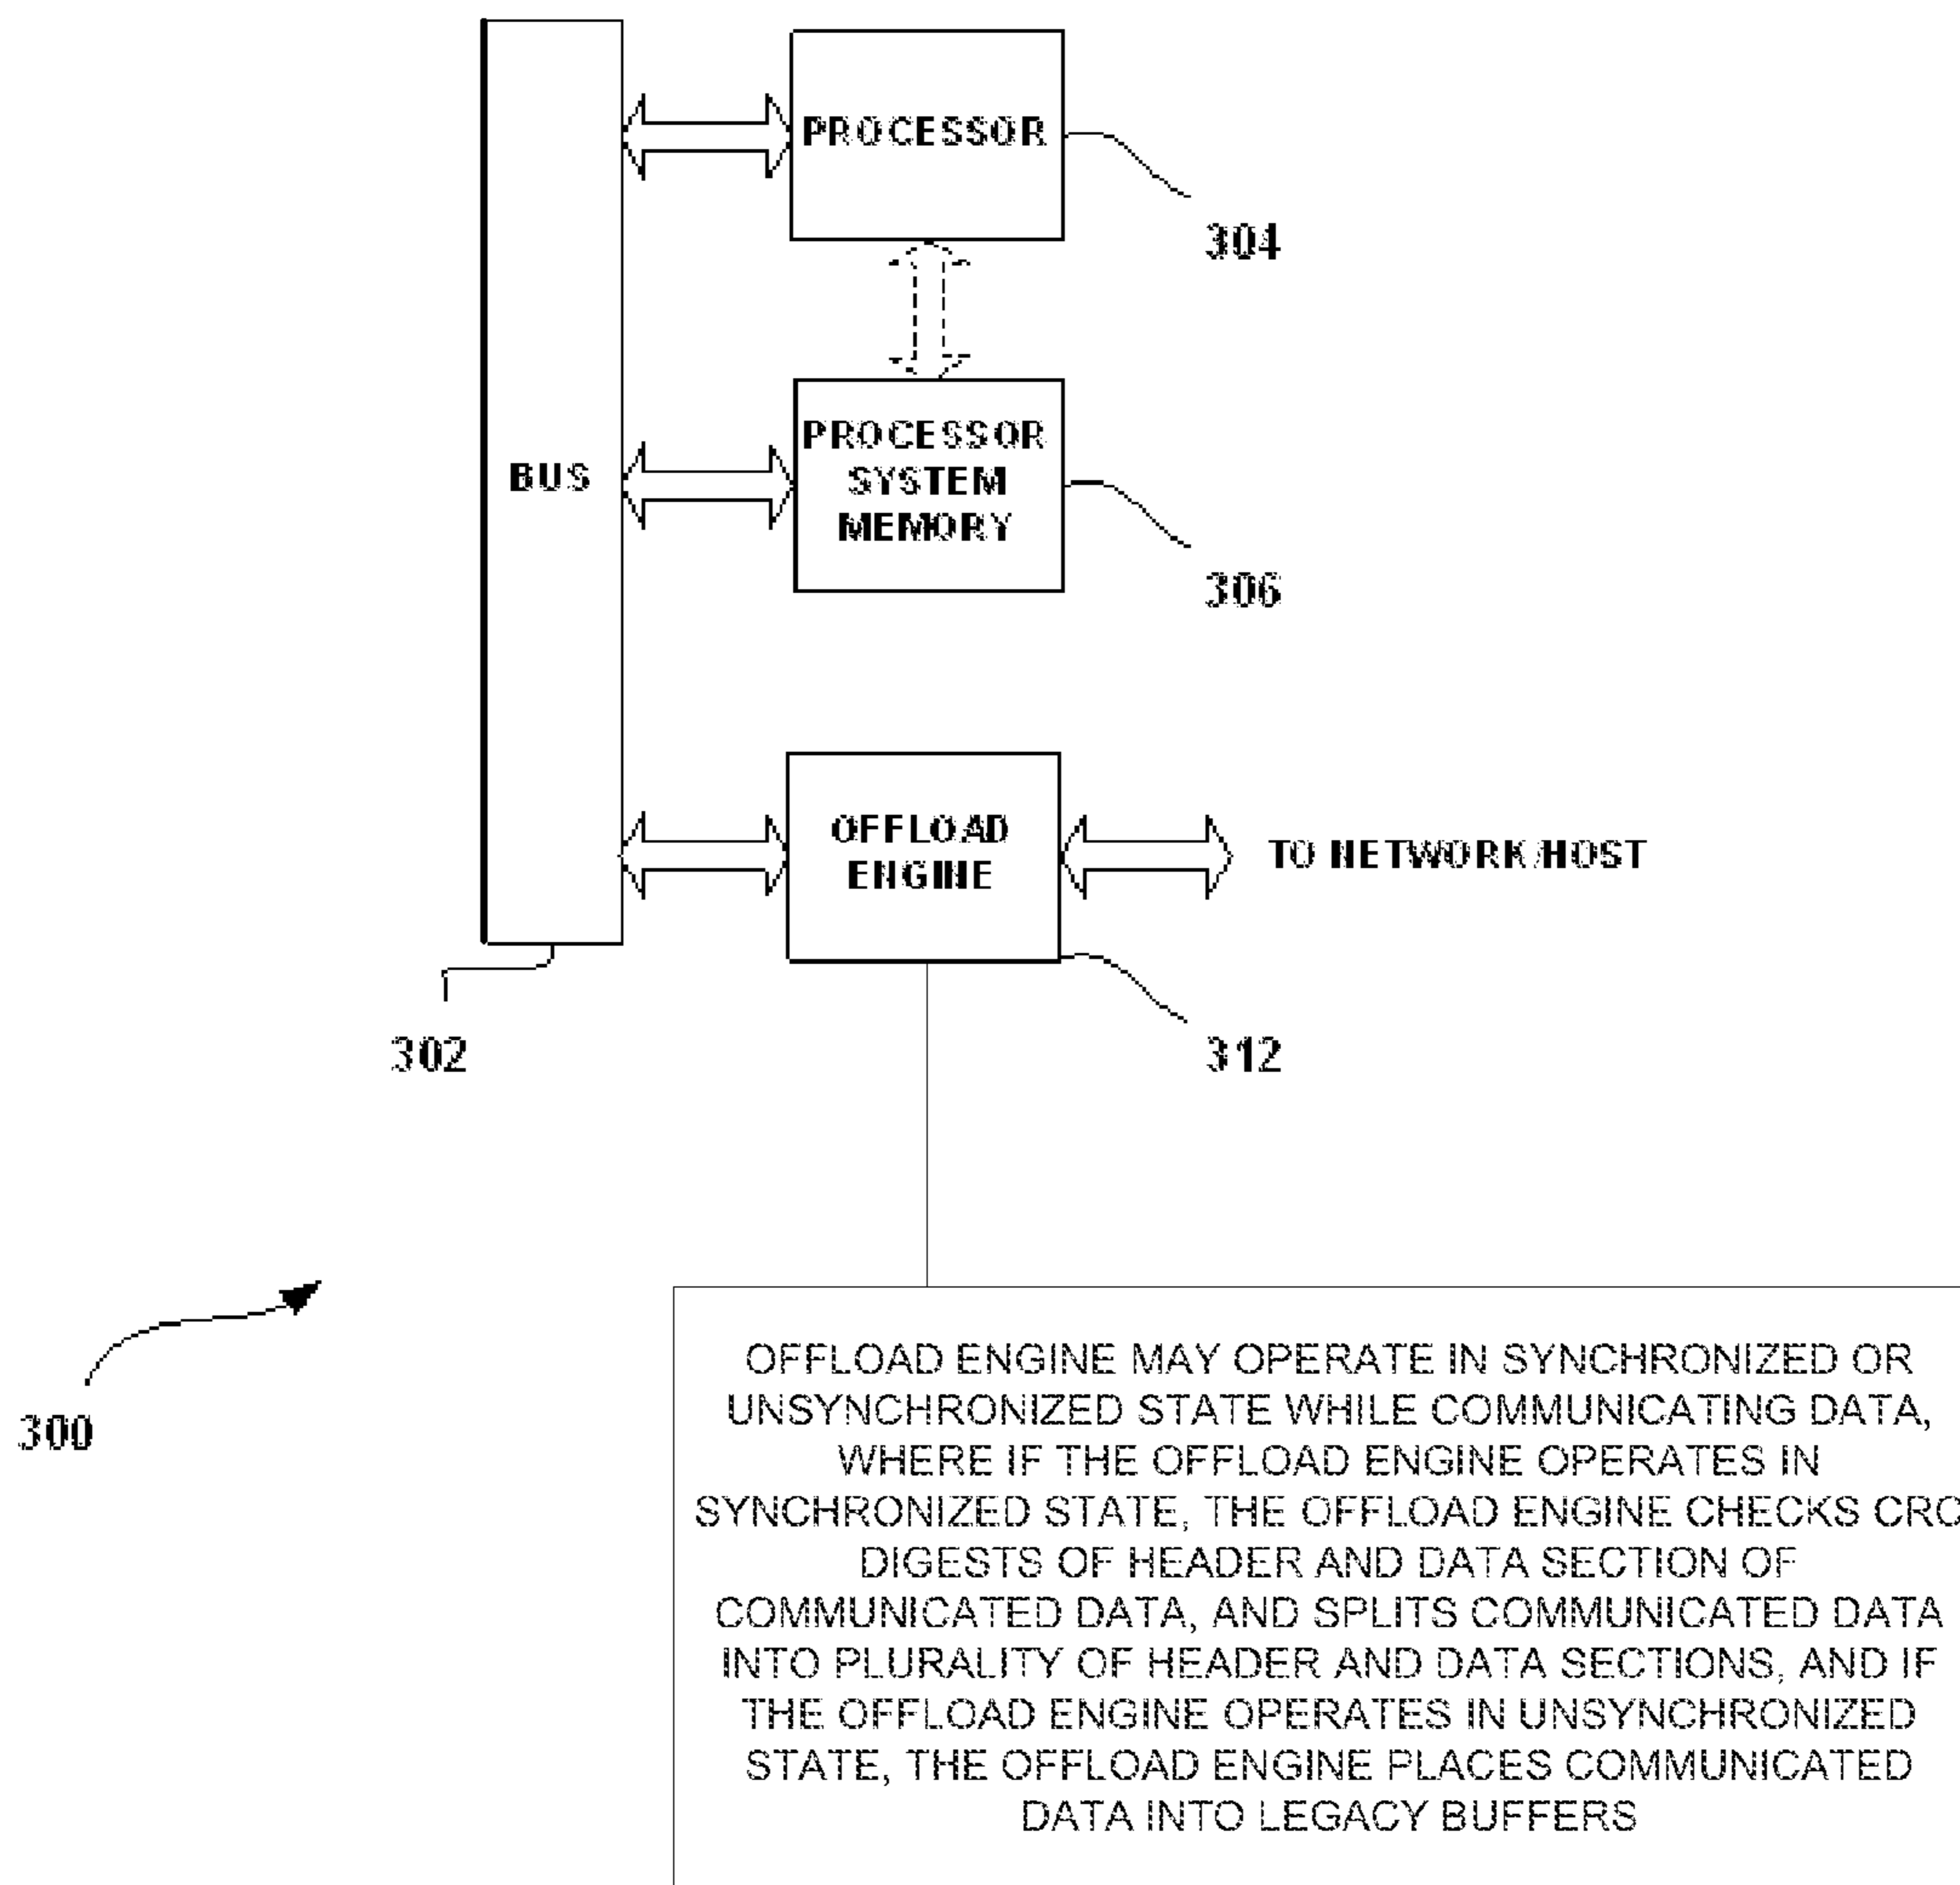 PROCESSOR
304
PROCESSOR
SYSTEM
MEMORY
306
BUS
OFFLOAD
ENGINE
TO NETWORK/HOST
302
312
300
OFFLOAD ENGINE MAY OPERATE IN SYNCHRONIZED OR
UNSYNCHRONIZED STATE WHILE COMMUNICATING DATA,
WHERE IF THE OFFLOAD ENGINE OPERATES IN
SYNCHRONIZED STATE, THE OFFLOAD ENGINE CHECKS CRC
DIGESTS OF HEADER AND DATA SECTION OF
COMMUNICATED DATA, AND SPLITS COMMUNICATED DATA
INTO PLURALITY OF HEADER AND DATA SECTIONS, AND IF
THE OFFLOAD ENGINE OPERATES IN UNSYNCHRONIZED
STATE, THE OFFLOAD ENGINE PLACES COMMUNICATED
DATA INTO LEGACY BUFFERS